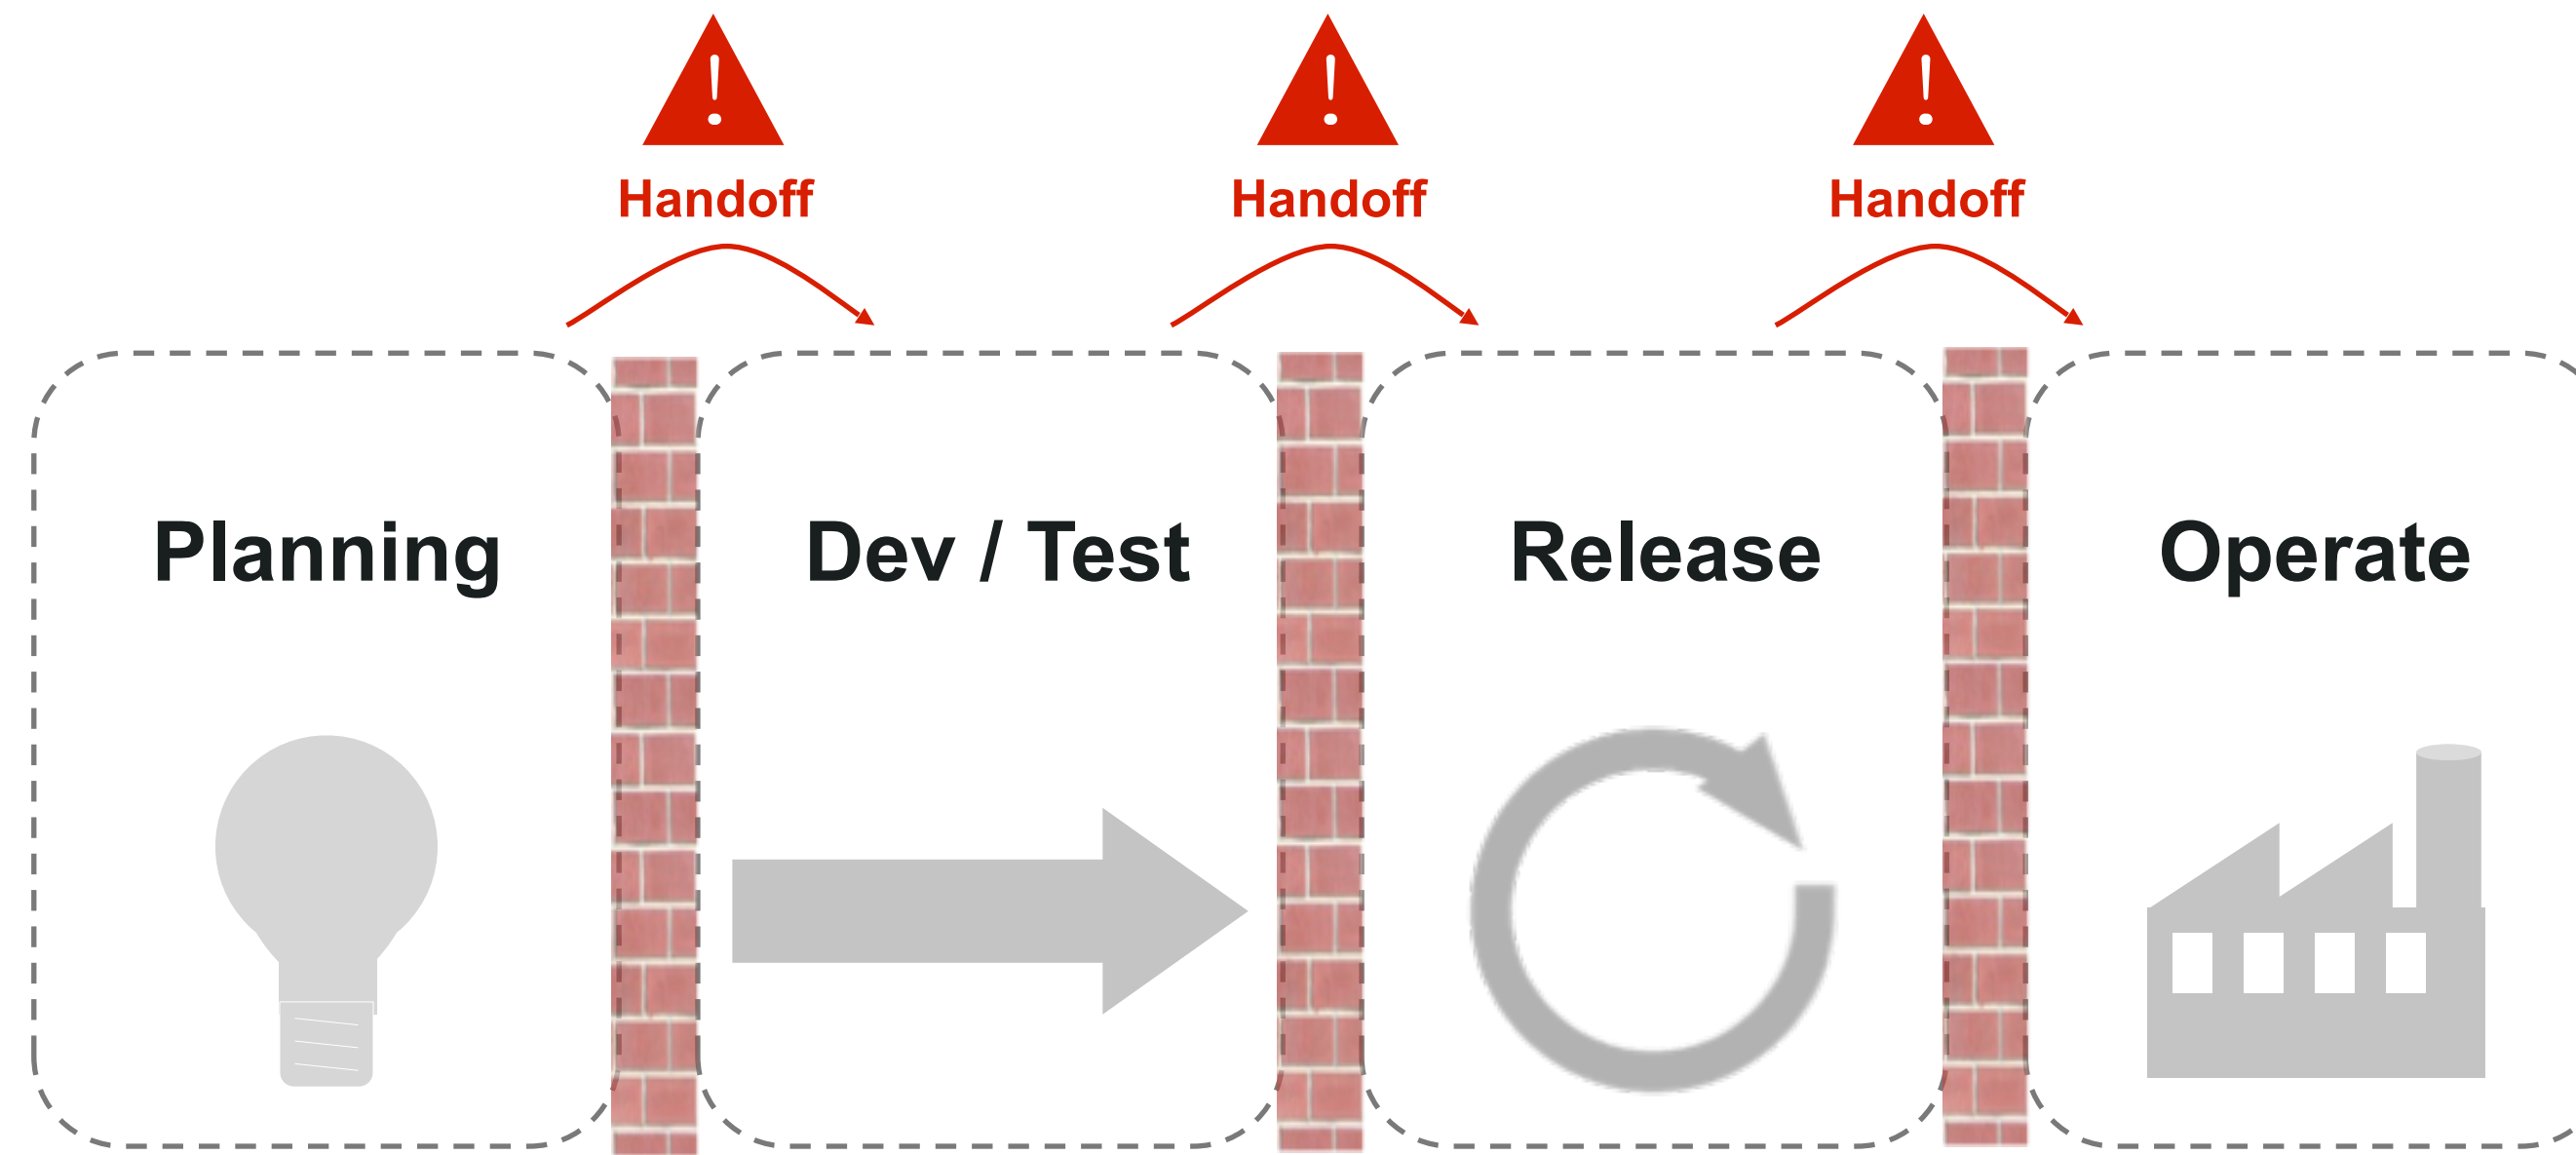 !
!
!
Handoff
Handoff
Handoff
Planning
Dev / Test
Release
Operate